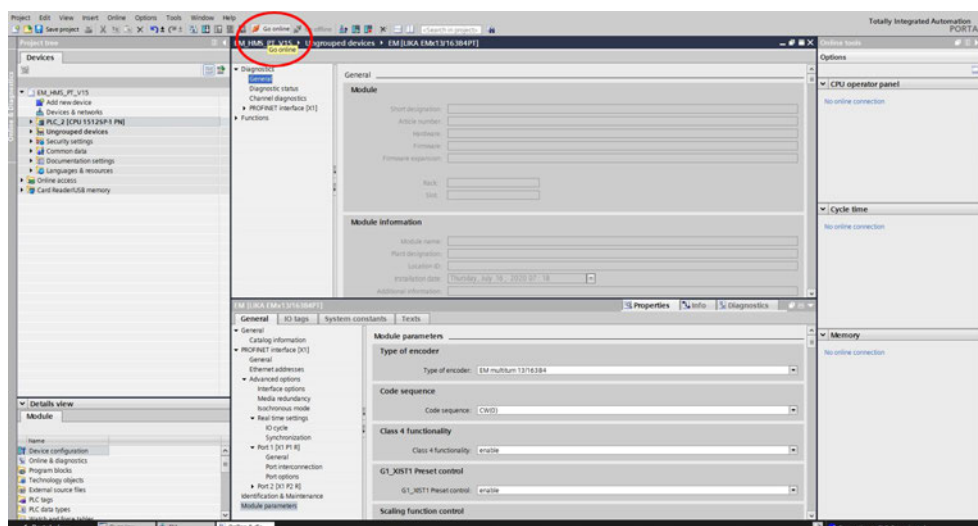 Project Edit View Insert Online Options Tools Window Help
Totally Integrated Automation
PORTA
Save project
Go online
offline
<Search in project>
Project tree
EM_HMS_PT_V15 ▸ Ungrouped devices ▸ EM [LIKA EMx13/16384PT]
Go online
Online tools
Devices
Options
Online & Diagnostics
EM_HMS_PT_V15
Add new device
Devices & networks
PLC_2 [CPU 1512SP-1 PN]
Ungrouped devices
Security settings
Common data
Documentation settings
Languages & resources
Online access
Card Reader/USB memory
Diagnostics
General
Diagnostic status
Channel diagnostics
PROFINET interface [X1]
Functions
General
Module
Short designation:
Article number:
Hardware:
Firmware:
Firmware expansion:
Rack:
Slot:
Module information
Module name:
Plant designation:
Location ID:
Installation date: Thursday, July 16, 2020 07:18
Additional information:
CPU operator panel
No online connection
Cycle time
No online connection
Memory
No online connection
EM [LIKA EMx13/16384PT]
Properties Info Diagnostics
General IO tags System constants Texts
General
Catalog information
PROFINET interface [X1]
General
Ethernet addresses
Advanced options
Interface options
Media redundancy
Isochronous mode
Real time settings
IO cycle
Synchronization
Port 1 [X1 P1 R]
General
Port interconnection
Port options
Port 2 [X1 P2 R]
Identification & Maintenance
Module parameters
Module parameters
Type of encoder
Type of encoder: EM multiturn 13/16384
Code sequence
Code sequence: CW(0)
Class 4 functionality
Class 4 functionality: enable
G1_XIST1 Preset control
G1_XIST1 Preset control: enable
Scaling function control
Details view
Module
Name
Device configuration
Online & diagnostics
Program blocks
Technology objects
External source files
PLC tags
PLC data types
Watch and force tables